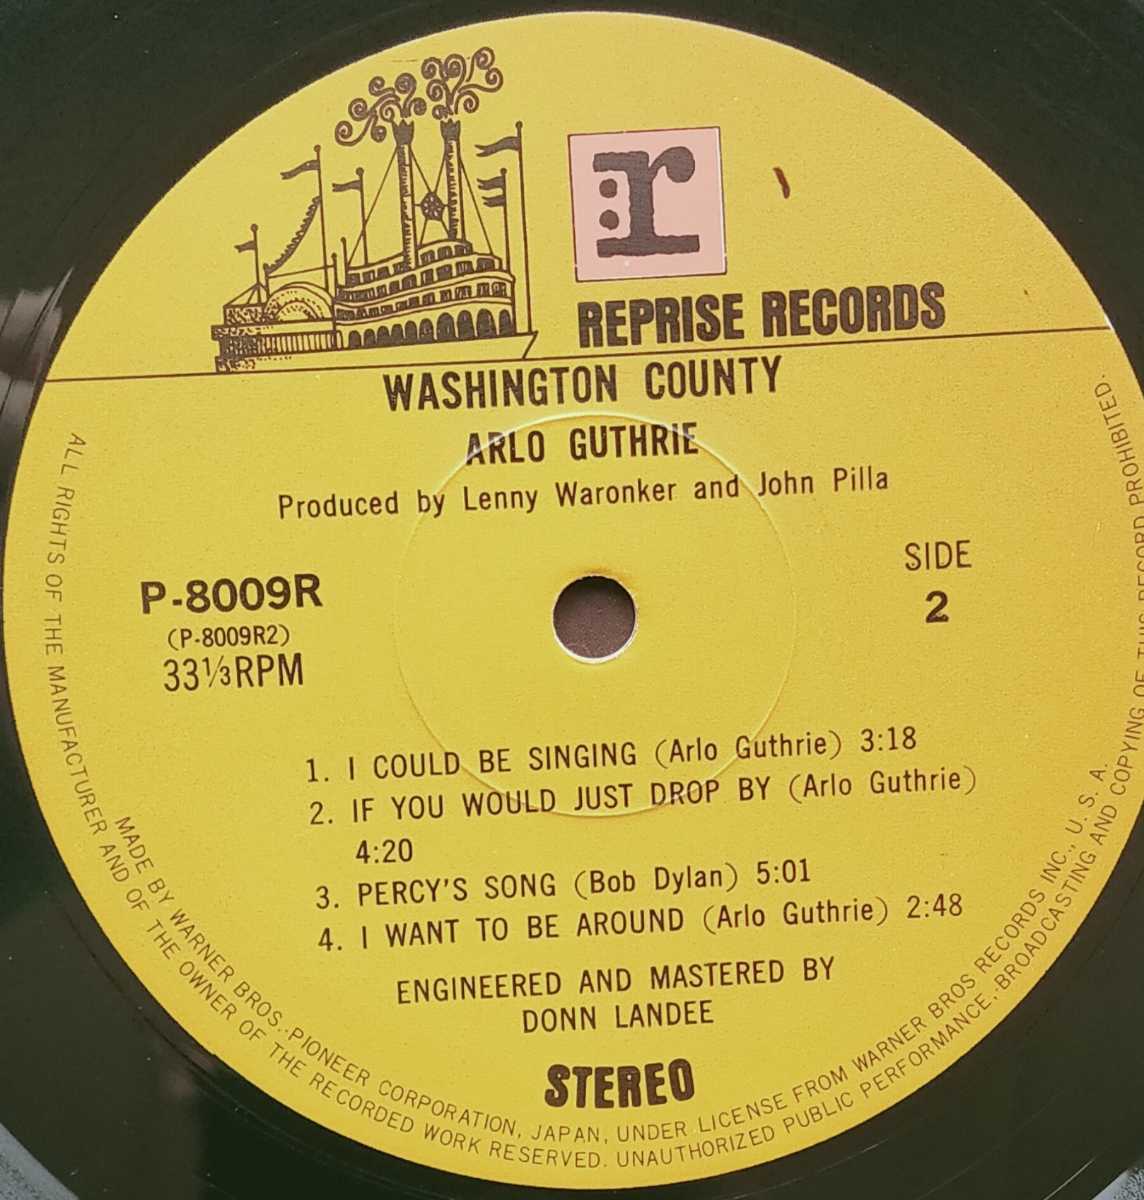 r:
REPRISE RECORDS
WASHINGTON COUNTY
ARLO GUTHRIE
Produced by Lenny Waronker and John Pilla
P-8009R
(P-8009R2)
33⅓RPM
SIDE
2
1. I COULD BE SINGING (Arlo Guthrie) 3:18
2. IF YOU WOULD JUST DROP BY (Arlo Guthrie)
4:20
3. PERCY'S SONG (Bob Dylan) 5:01
4. I WANT TO BE AROUND (Arlo Guthrie) 2:48
ENGINEERED AND MASTERED BY
DONN LANDEE
STEREO
MADE BY WARNER BROS.-PIONEER CORPORATION, JAPAN, UNDER LICENSE FROM WARNER BROS RECORDS INC., U. S. A.
ALL RIGHTS OF THE MANUFACTURER AND OF THE OWNER OF THE RECORDED WORK RESERVED. UNAUTHORIZED PUBLIC PERFORMANCE, BROADCASTING AND COPYING OF THIS RECORD PROHIBITED.